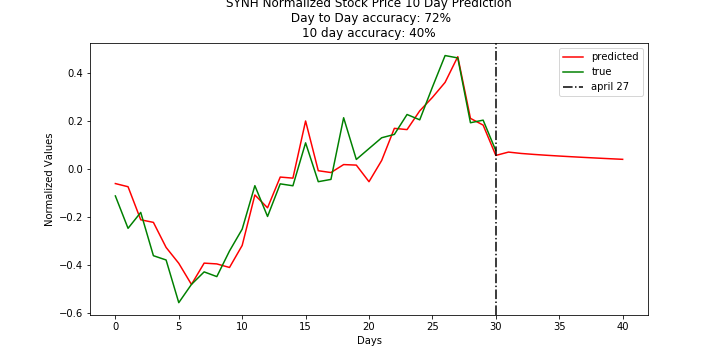 SYNH Normalized Stock Price 10 Day Prediction
Day to Day accuracy: 72%
10 day accuracy: 40%
predicted
true
april 27
Normalized Values
0.4
0.2
0.0
−0.2
−0.4
−0.6
0 5 10 15 20 25 30 35 40
Days